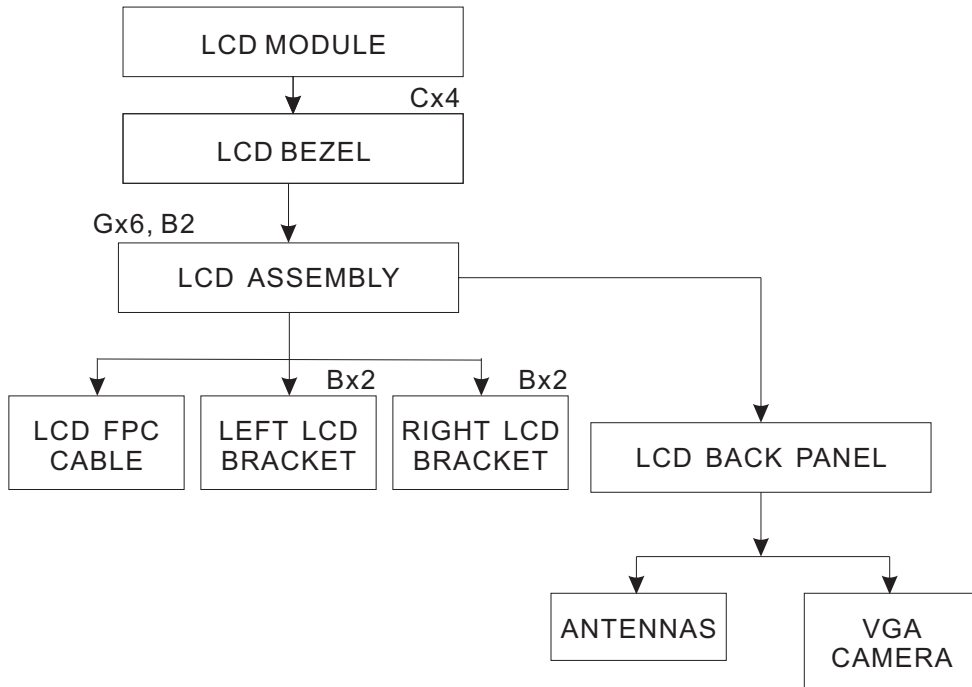 LCD MODULE
Cx4
LCD BEZEL
Gx6, B2
LCD ASSEMBLY
Bx2
Bx2
LCD FPC
CABLE
LEFT LCD
BRACKET
RIGHT LCD
BRACKET
LCD BACK PANEL
ANTENNAS
VGA
CAMERA